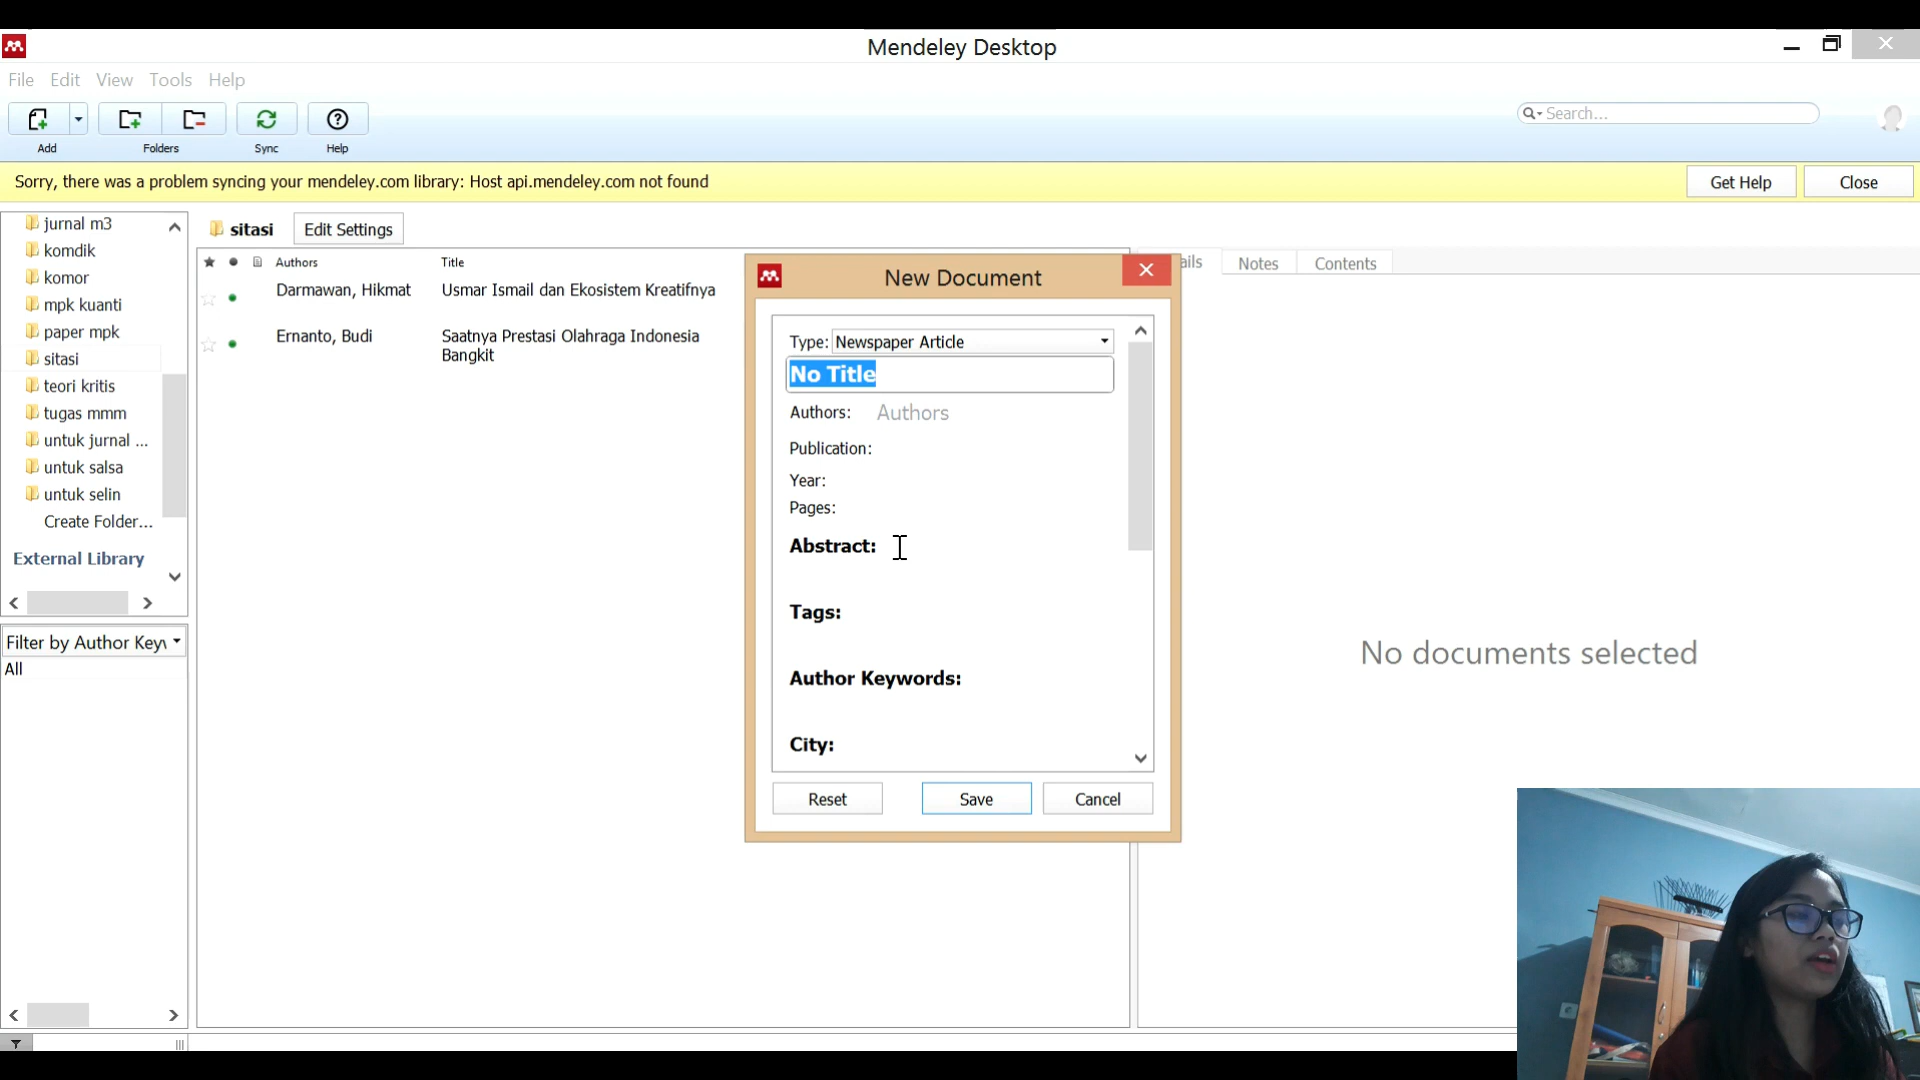 Mendeley Desktop
File Edit View Tools Help
Search...
Add Folders Sync Help
Sorry, there was a problem syncing your mendeley.com library: Host api.mendeley.com not found
Get Help Close
jurnal m3
komdik
komor
mpk kuanti
paper mpk
sitasi
teori kritis
tugas mmm
untuk jurnal ...
untuk salsa
untuk selin
Create Folder...
External Library
Filter by Author Keyw
All
sitasi Edit Settings
Authors Title
Darmawan, Hikmat Usmar Ismail dan Ekosistem Kreatifnya
Ernanto, Budi Saatnya Prestasi Olahraga Indonesia
Bangkit
New Document
Type: Newspaper Article
No Title
Authors: Authors
Publication:
Year:
Pages:
Abstract:
Tags:
Author Keywords:
City:
Reset Save Cancel
ails Notes Contents
No documents selected